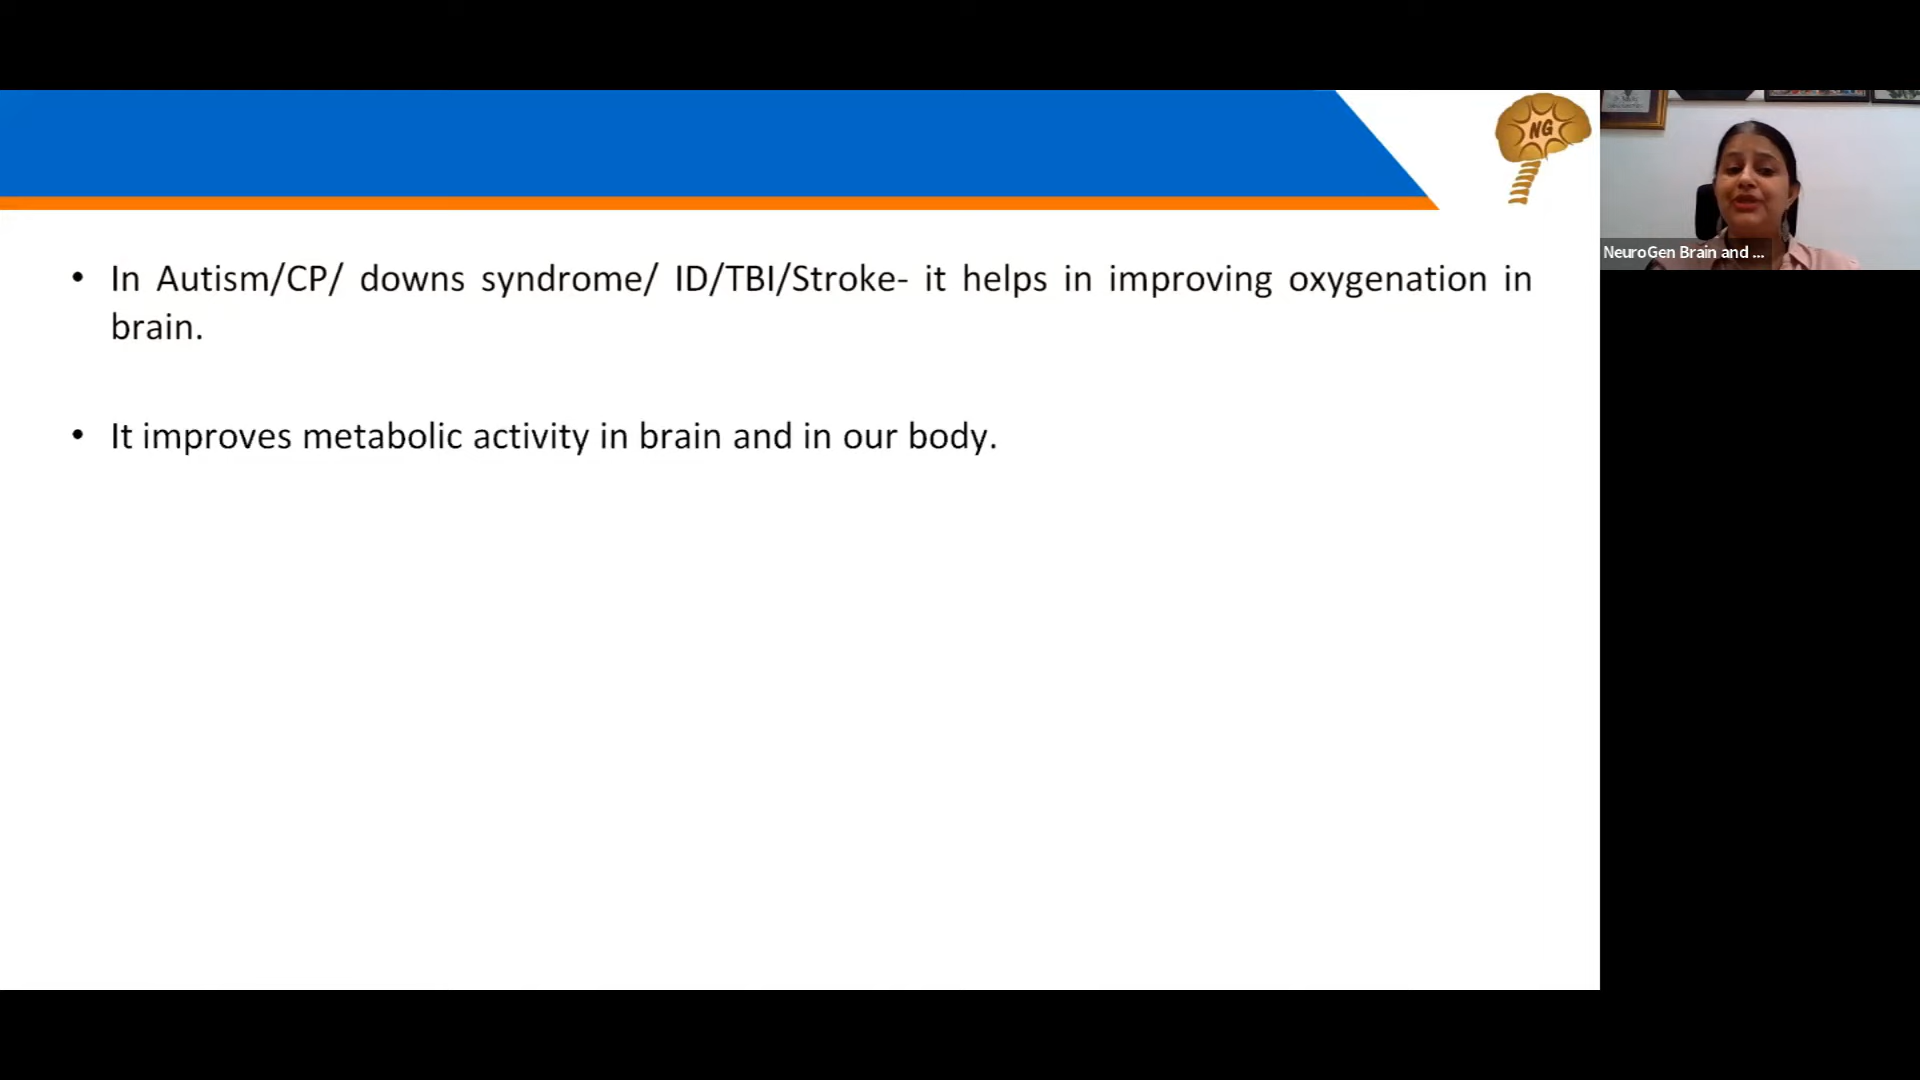 NG
• In Autism/CP/ downs syndrome/ ID/TBI/Stroke- it helps in improving oxygenation in
brain.
• It improves metabolic activity in brain and in our body.
NeuroGen Brain and ...